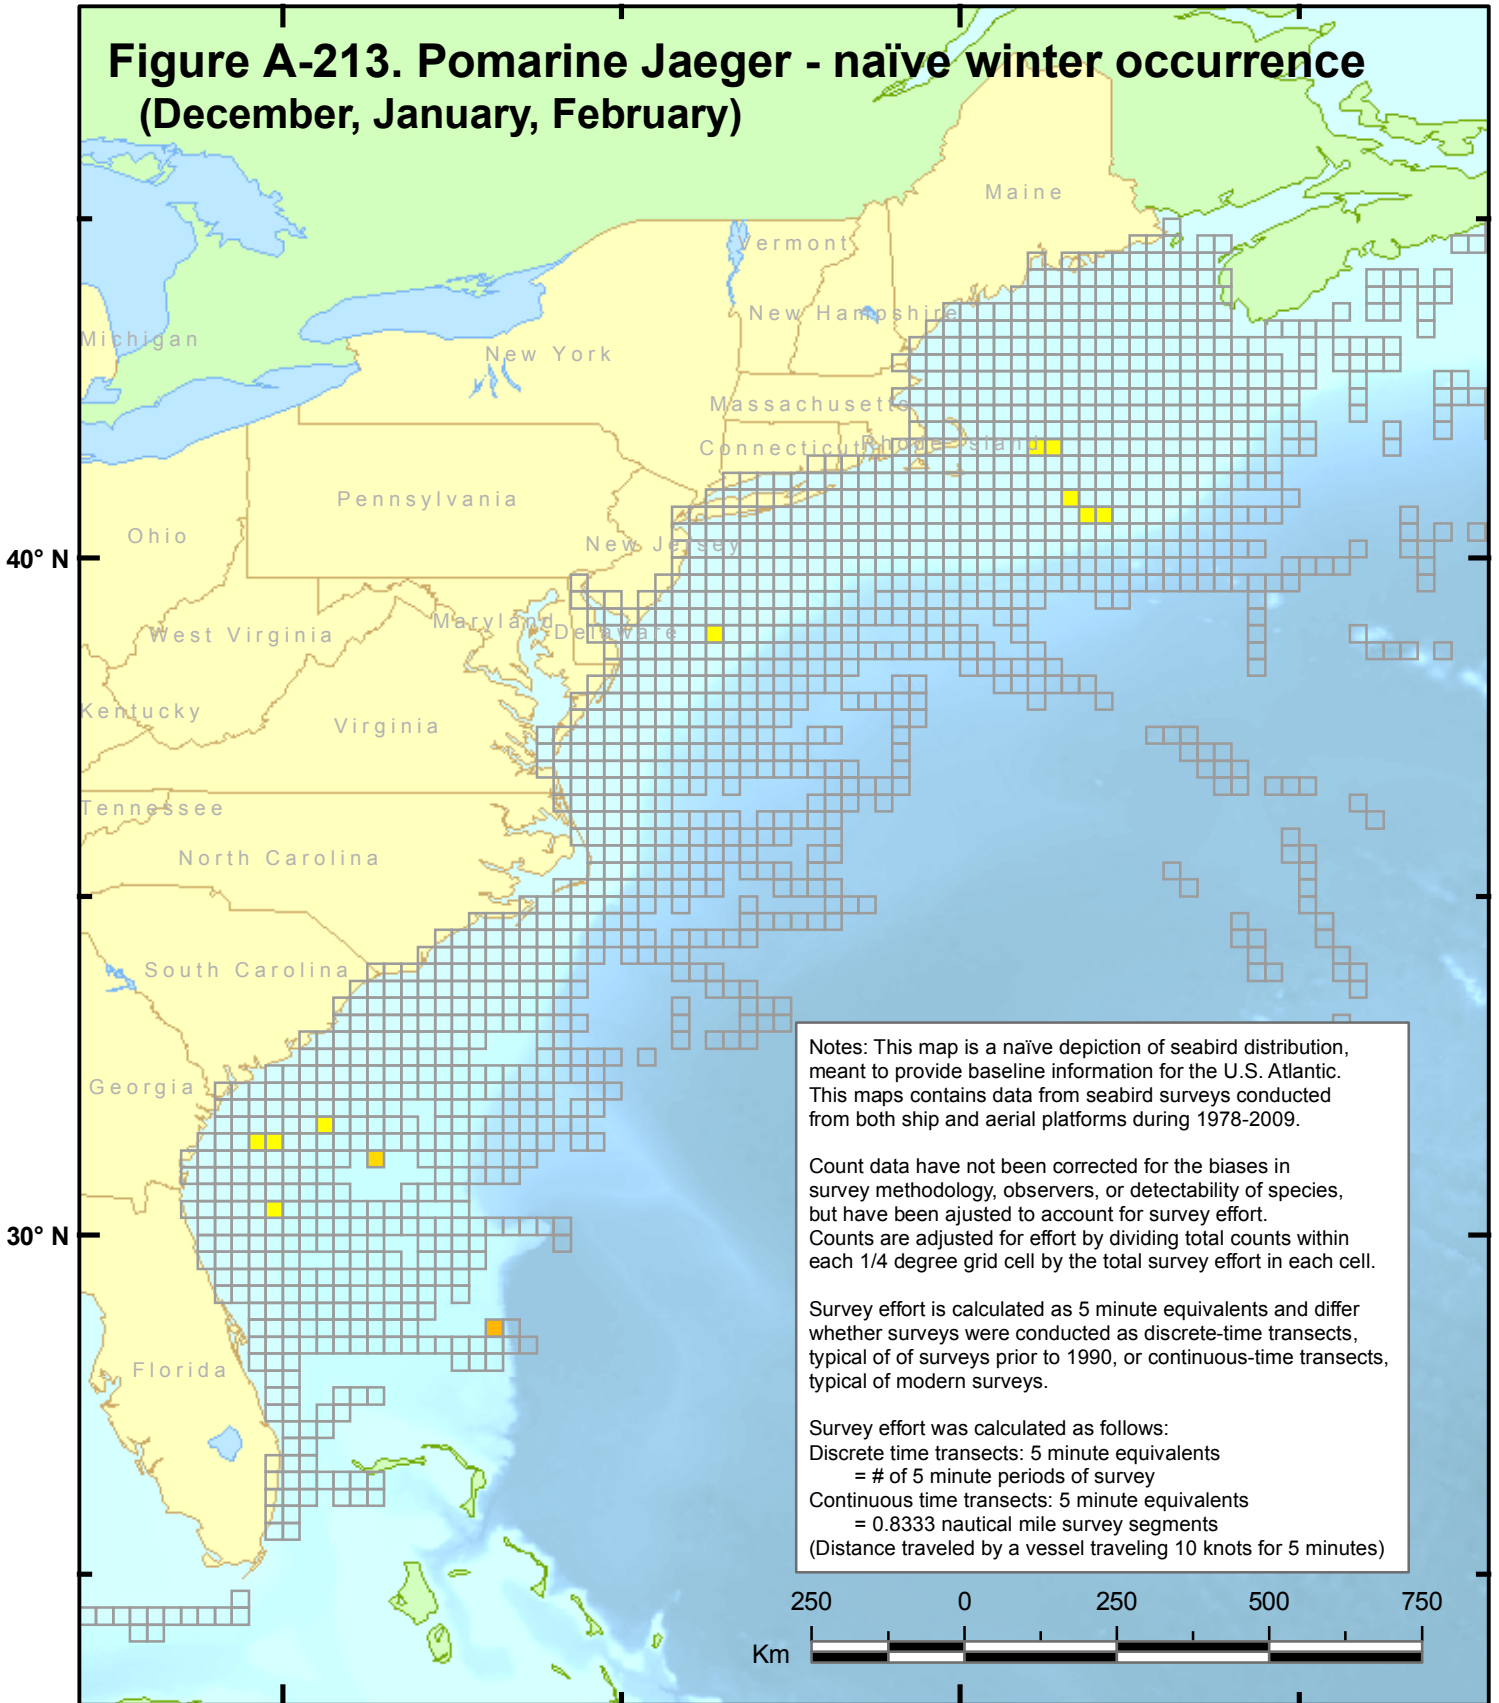 Figure A-213. Pomarine Jaeger - naïve winter occurrence
(December, January, February)
Maine
Vermont
New Hampshire
Michigan
New York
Massachusetts
Connecticut
Rhode Island
Pennsylvania
Ohio
40° N
New Jersey
West Virginia
Maryland
Delaware
Kentucky
Virginia
Tennessee
North Carolina
South Carolina
Georgia
30° N
Florida
Notes: This map is a naïve depiction of seabird distribution,
meant to provide baseline information for the U.S. Atlantic.
This maps contains data from seabird surveys conducted
from both ship and aerial platforms during 1978-2009.
Count data have not been corrected for the biases in
survey methodology, observers, or detectability of species,
but have been ajusted to account for survey effort.
Counts are adjusted for effort by dividing total counts within
each 1/4 degree grid cell by the total survey effort in each cell.
Survey effort is calculated as 5 minute equivalents and differ
whether surveys were conducted as discrete-time transects,
typical of of surveys prior to 1990, or continuous-time transects,
typical of modern surveys.
Survey effort was calculated as follows:
Discrete time transects: 5 minute equivalents
= # of 5 minute periods of survey
Continuous time transects: 5 minute equivalents
= 0.8333 nautical mile survey segments
(Distance traveled by a vessel traveling 10 knots for 5 minutes)
250 0 250 500 750
Km